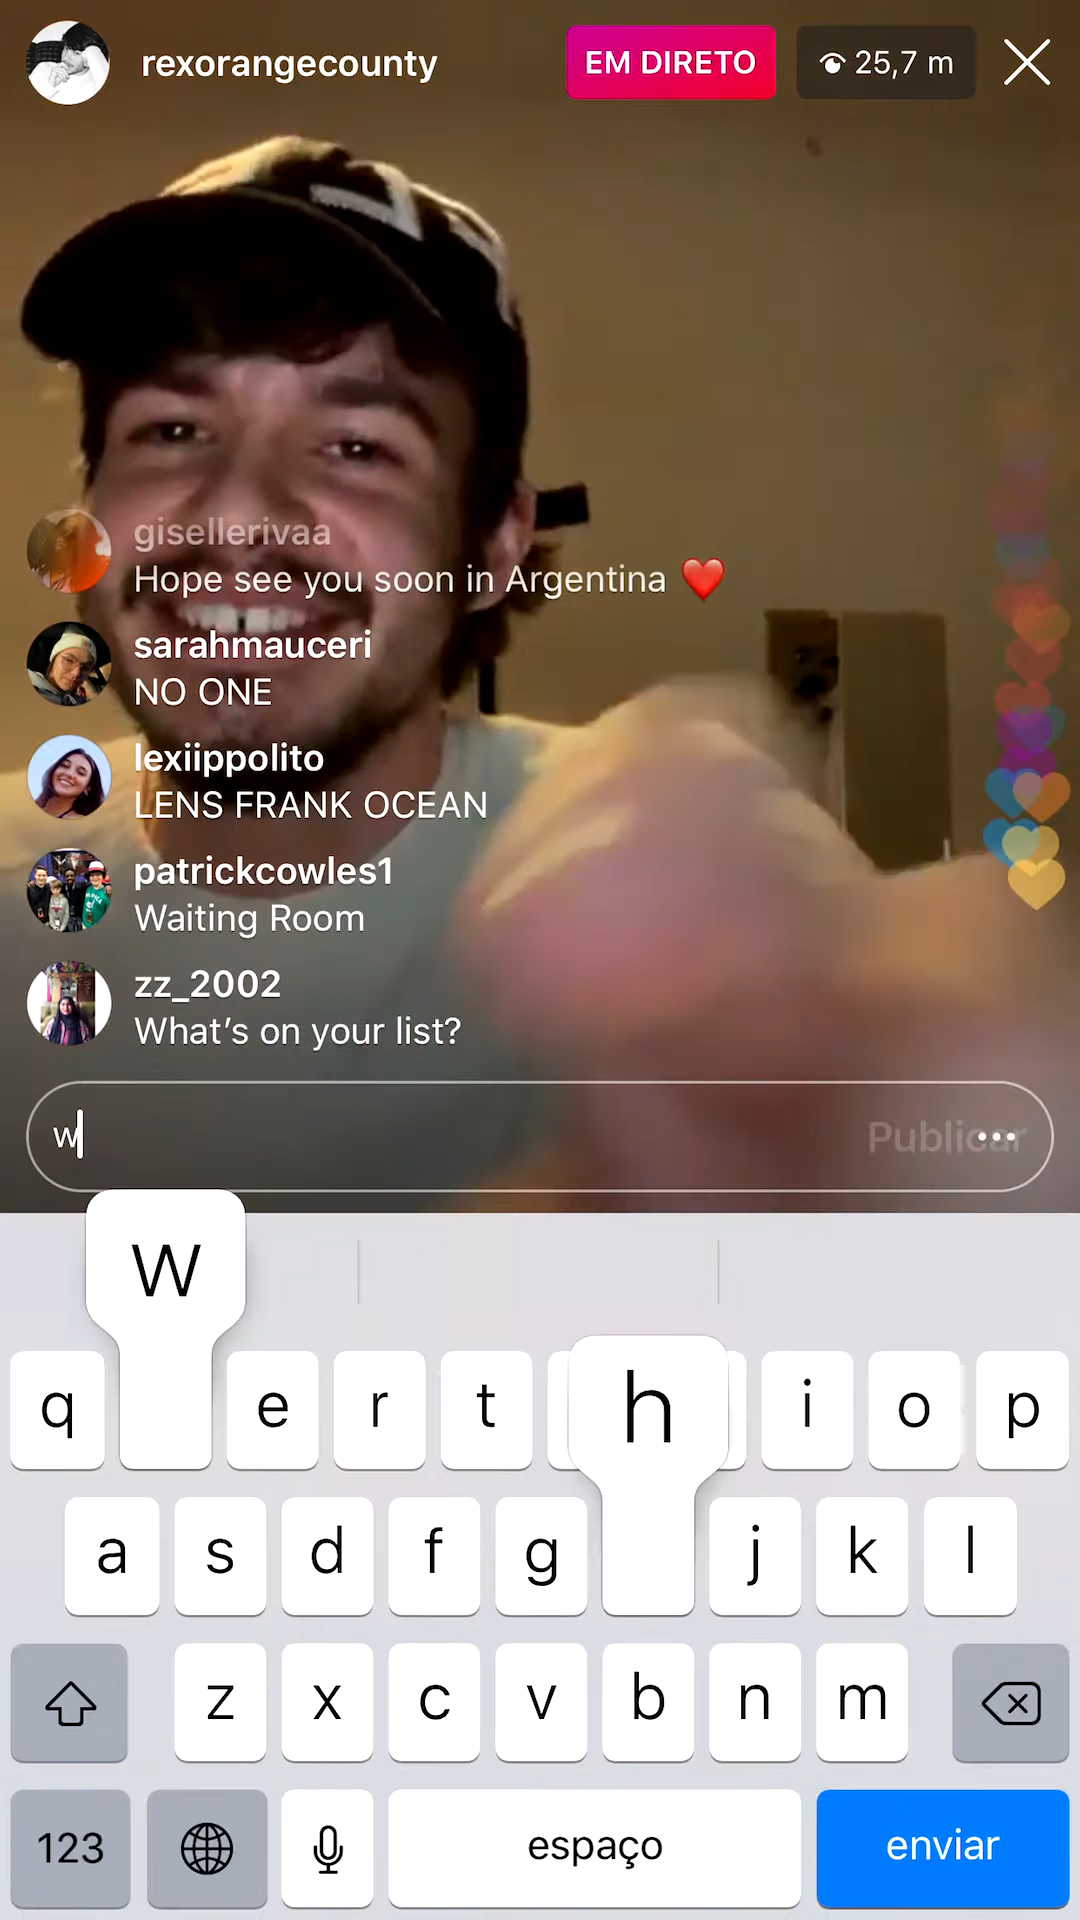 rexorangecounty
EM DIRETO
25,7 m
gisellerivaa
Hope see you soon in Argentina ❤️
sarahmauceri
NO ONE
lexiippolito
LENS FRANK OCEAN
patrickcowles1
Waiting Room
zz_2002
What's on your list?
w
Publicar
w
q e r t h i o p
a s d f g j k l
z x c v b n m
123
espaço
enviar